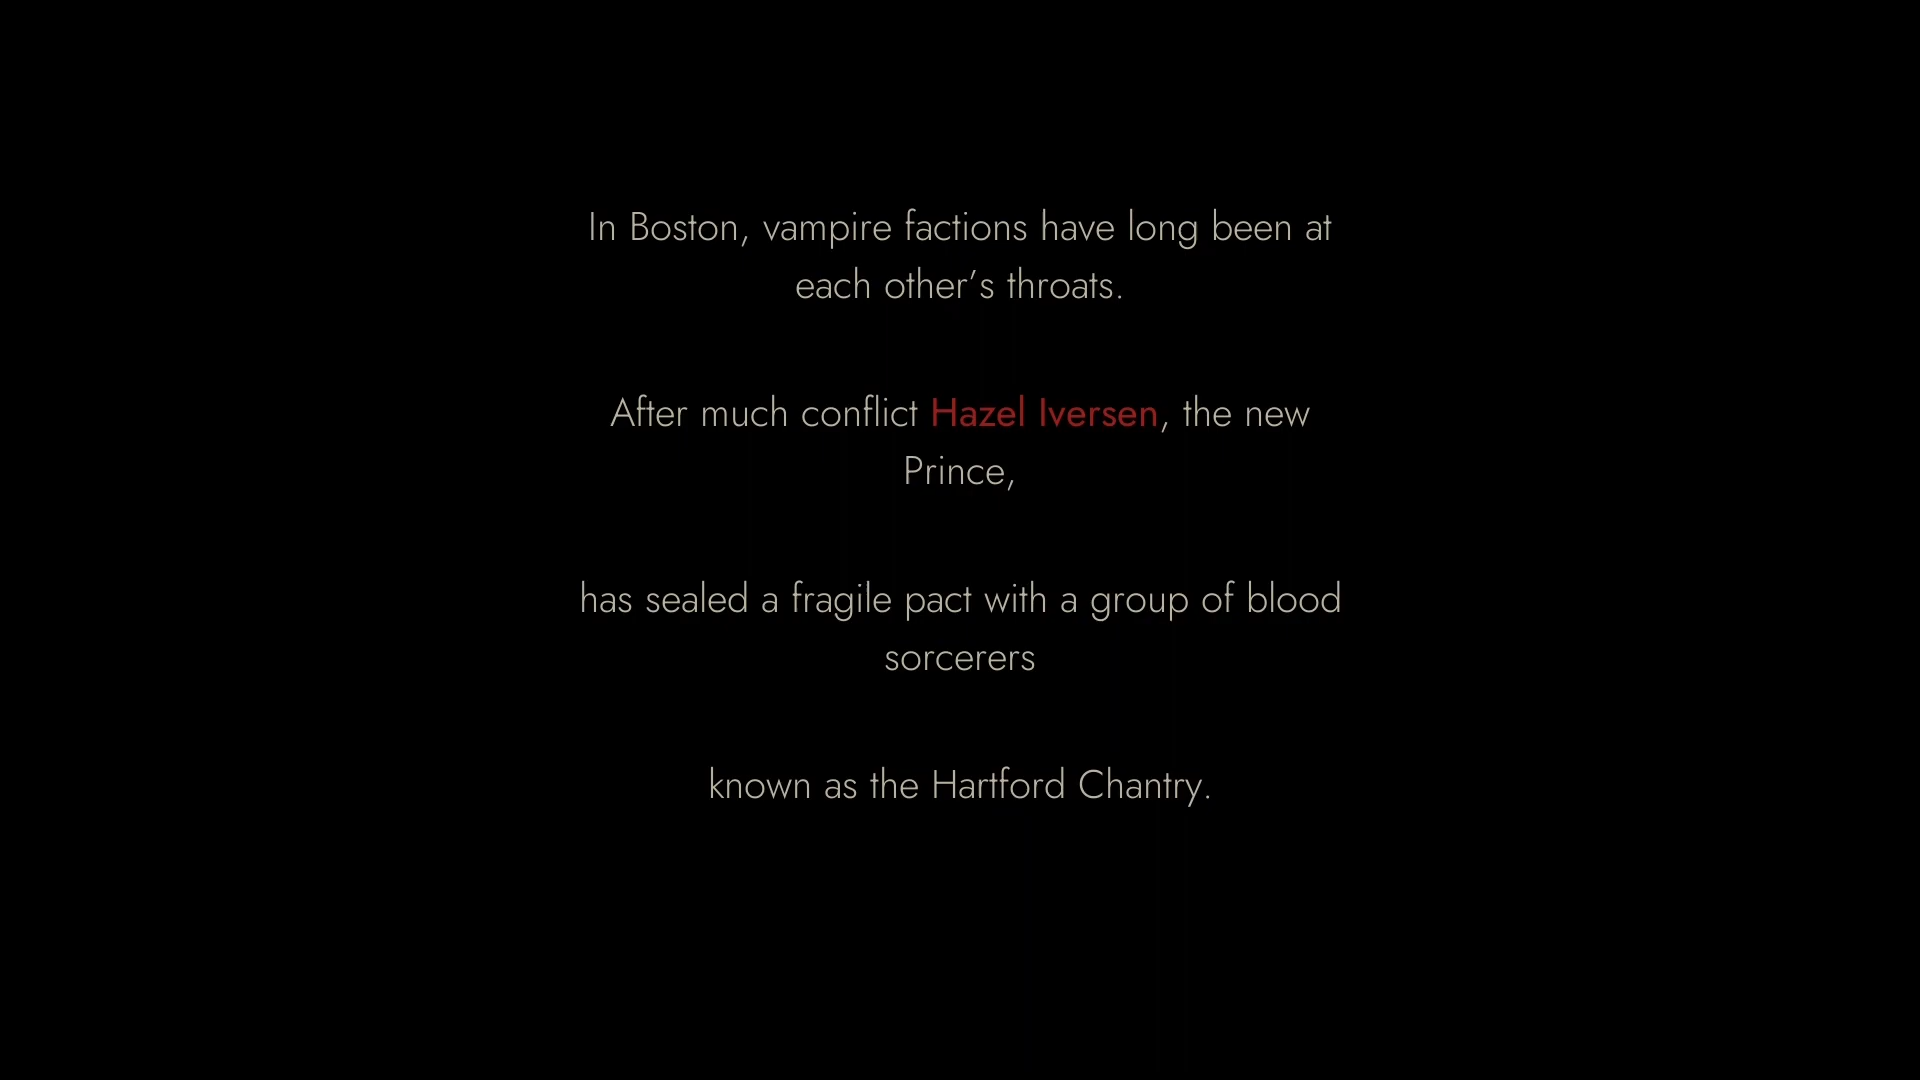 In Boston, vampire factions have long been at
each other’s throats.
After much conflict Hazel Iversen, the new
Prince,
has sealed a fragile pact with a group of blood
sorcerers
known as the Hartford Chantry.